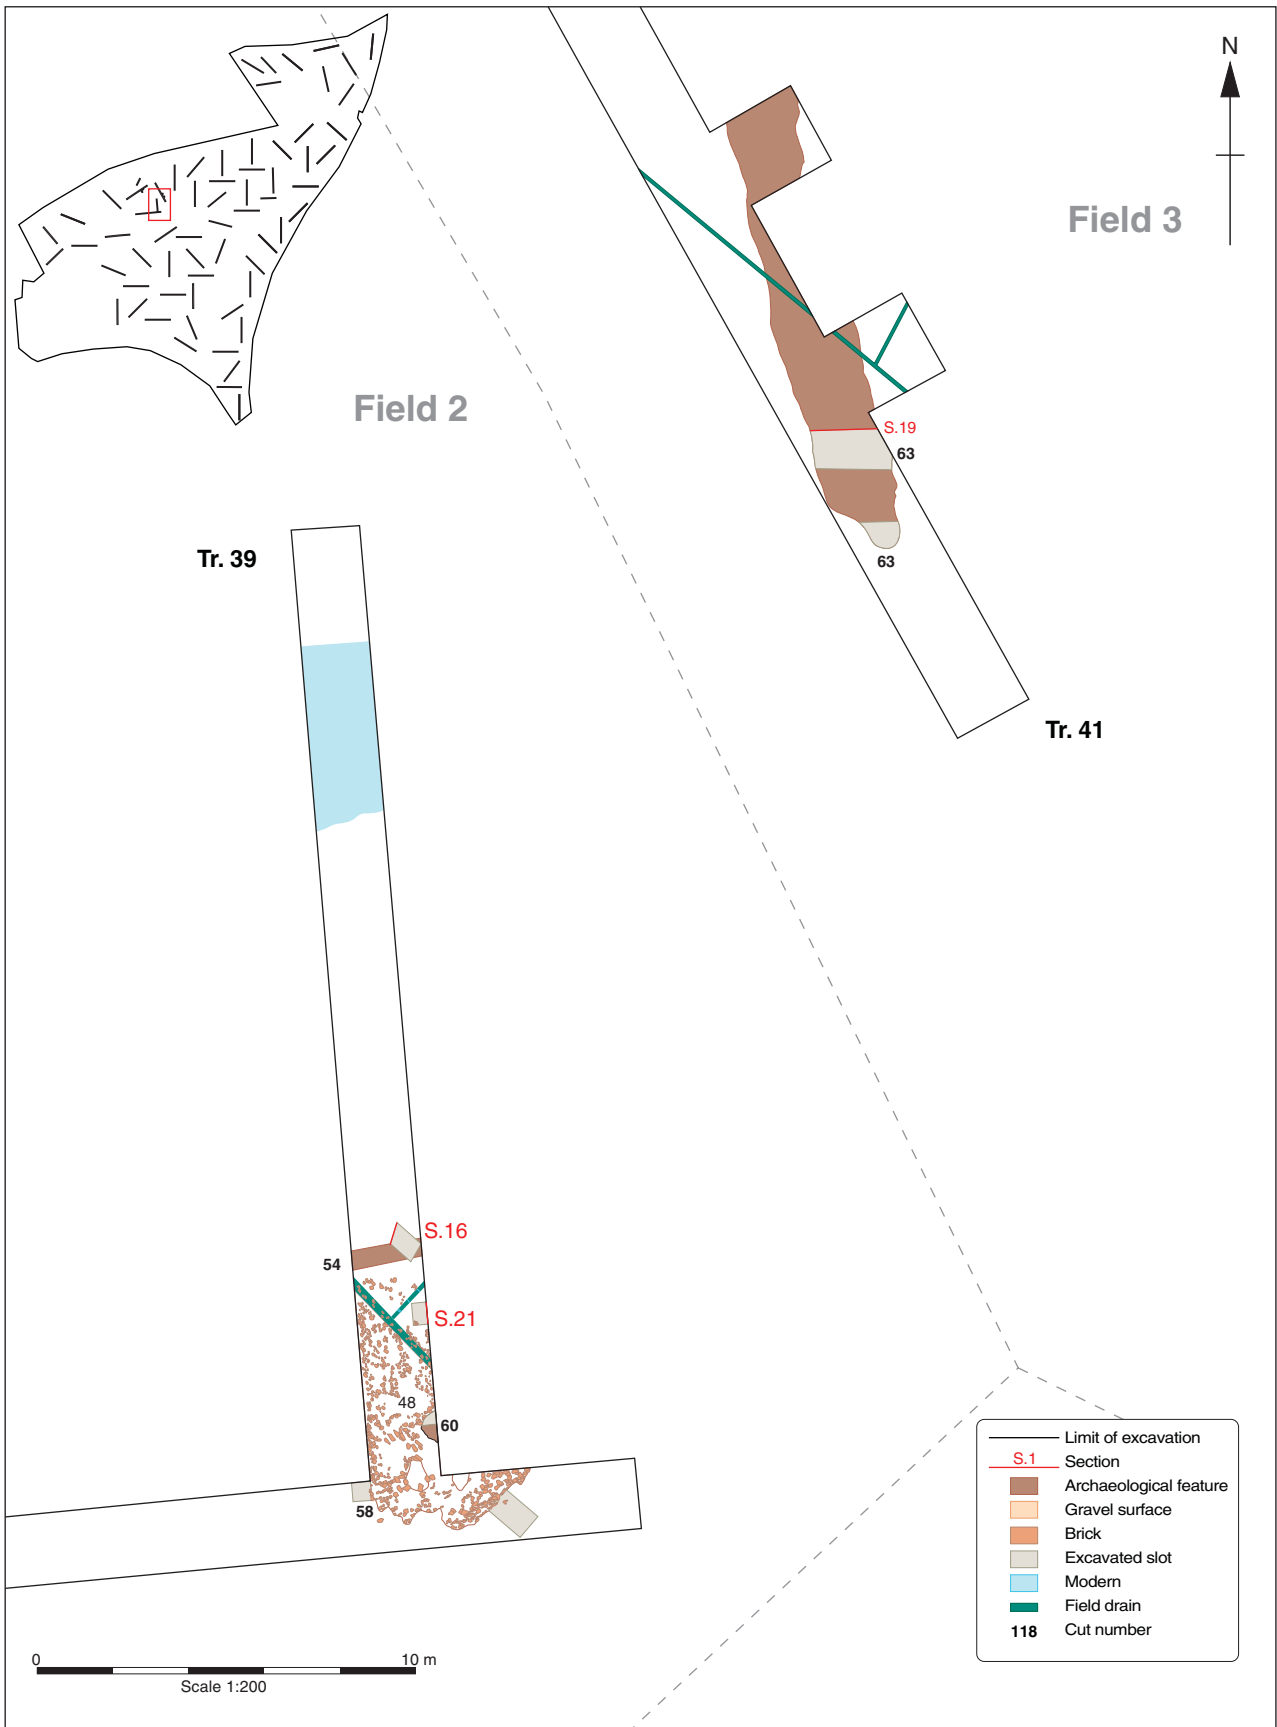 N
Field 3
Field 2
S.19
63
63
Tr. 39
Tr. 41
S.16
54
S.21
48
60
58
Limit of excavation
S.1 Section
Archaeological feature
Gravel surface
Brick
Excavated slot
Modern
Field drain
118 Cut number
0 10 m
Scale 1:200